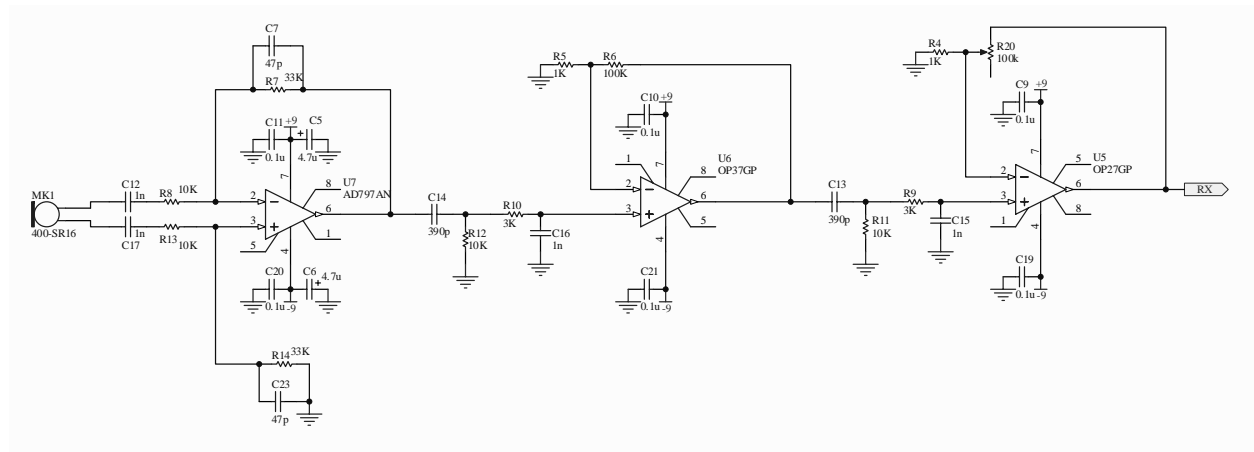 C7
47p
R7
33K
C11
+9
C5
0.1u
4.7u
7
U7
AD797AN
MK1
400-SR16
C12
1n
R8
10K
2
8
6
3
1
5
4
C17
1n
R13
10K
C20
C6
4.7u
0.1u
-9
R14
33K
C23
47p
C14
390p
R12
10K
R10
3K
C16
1n
R5
1K
R6
100K
C10
+9
0.1u
7
1
U6
OP37GP
8
2
6
3
5
4
C21
0.1u
-9
C13
390p
R11
10K
R9
3K
C15
1n
R4
1K
R20
100k
C9
+9
0.1u
7
U5
OP27GP
5
2
6
3
8
1
4
C19
0.1u
-9
RX